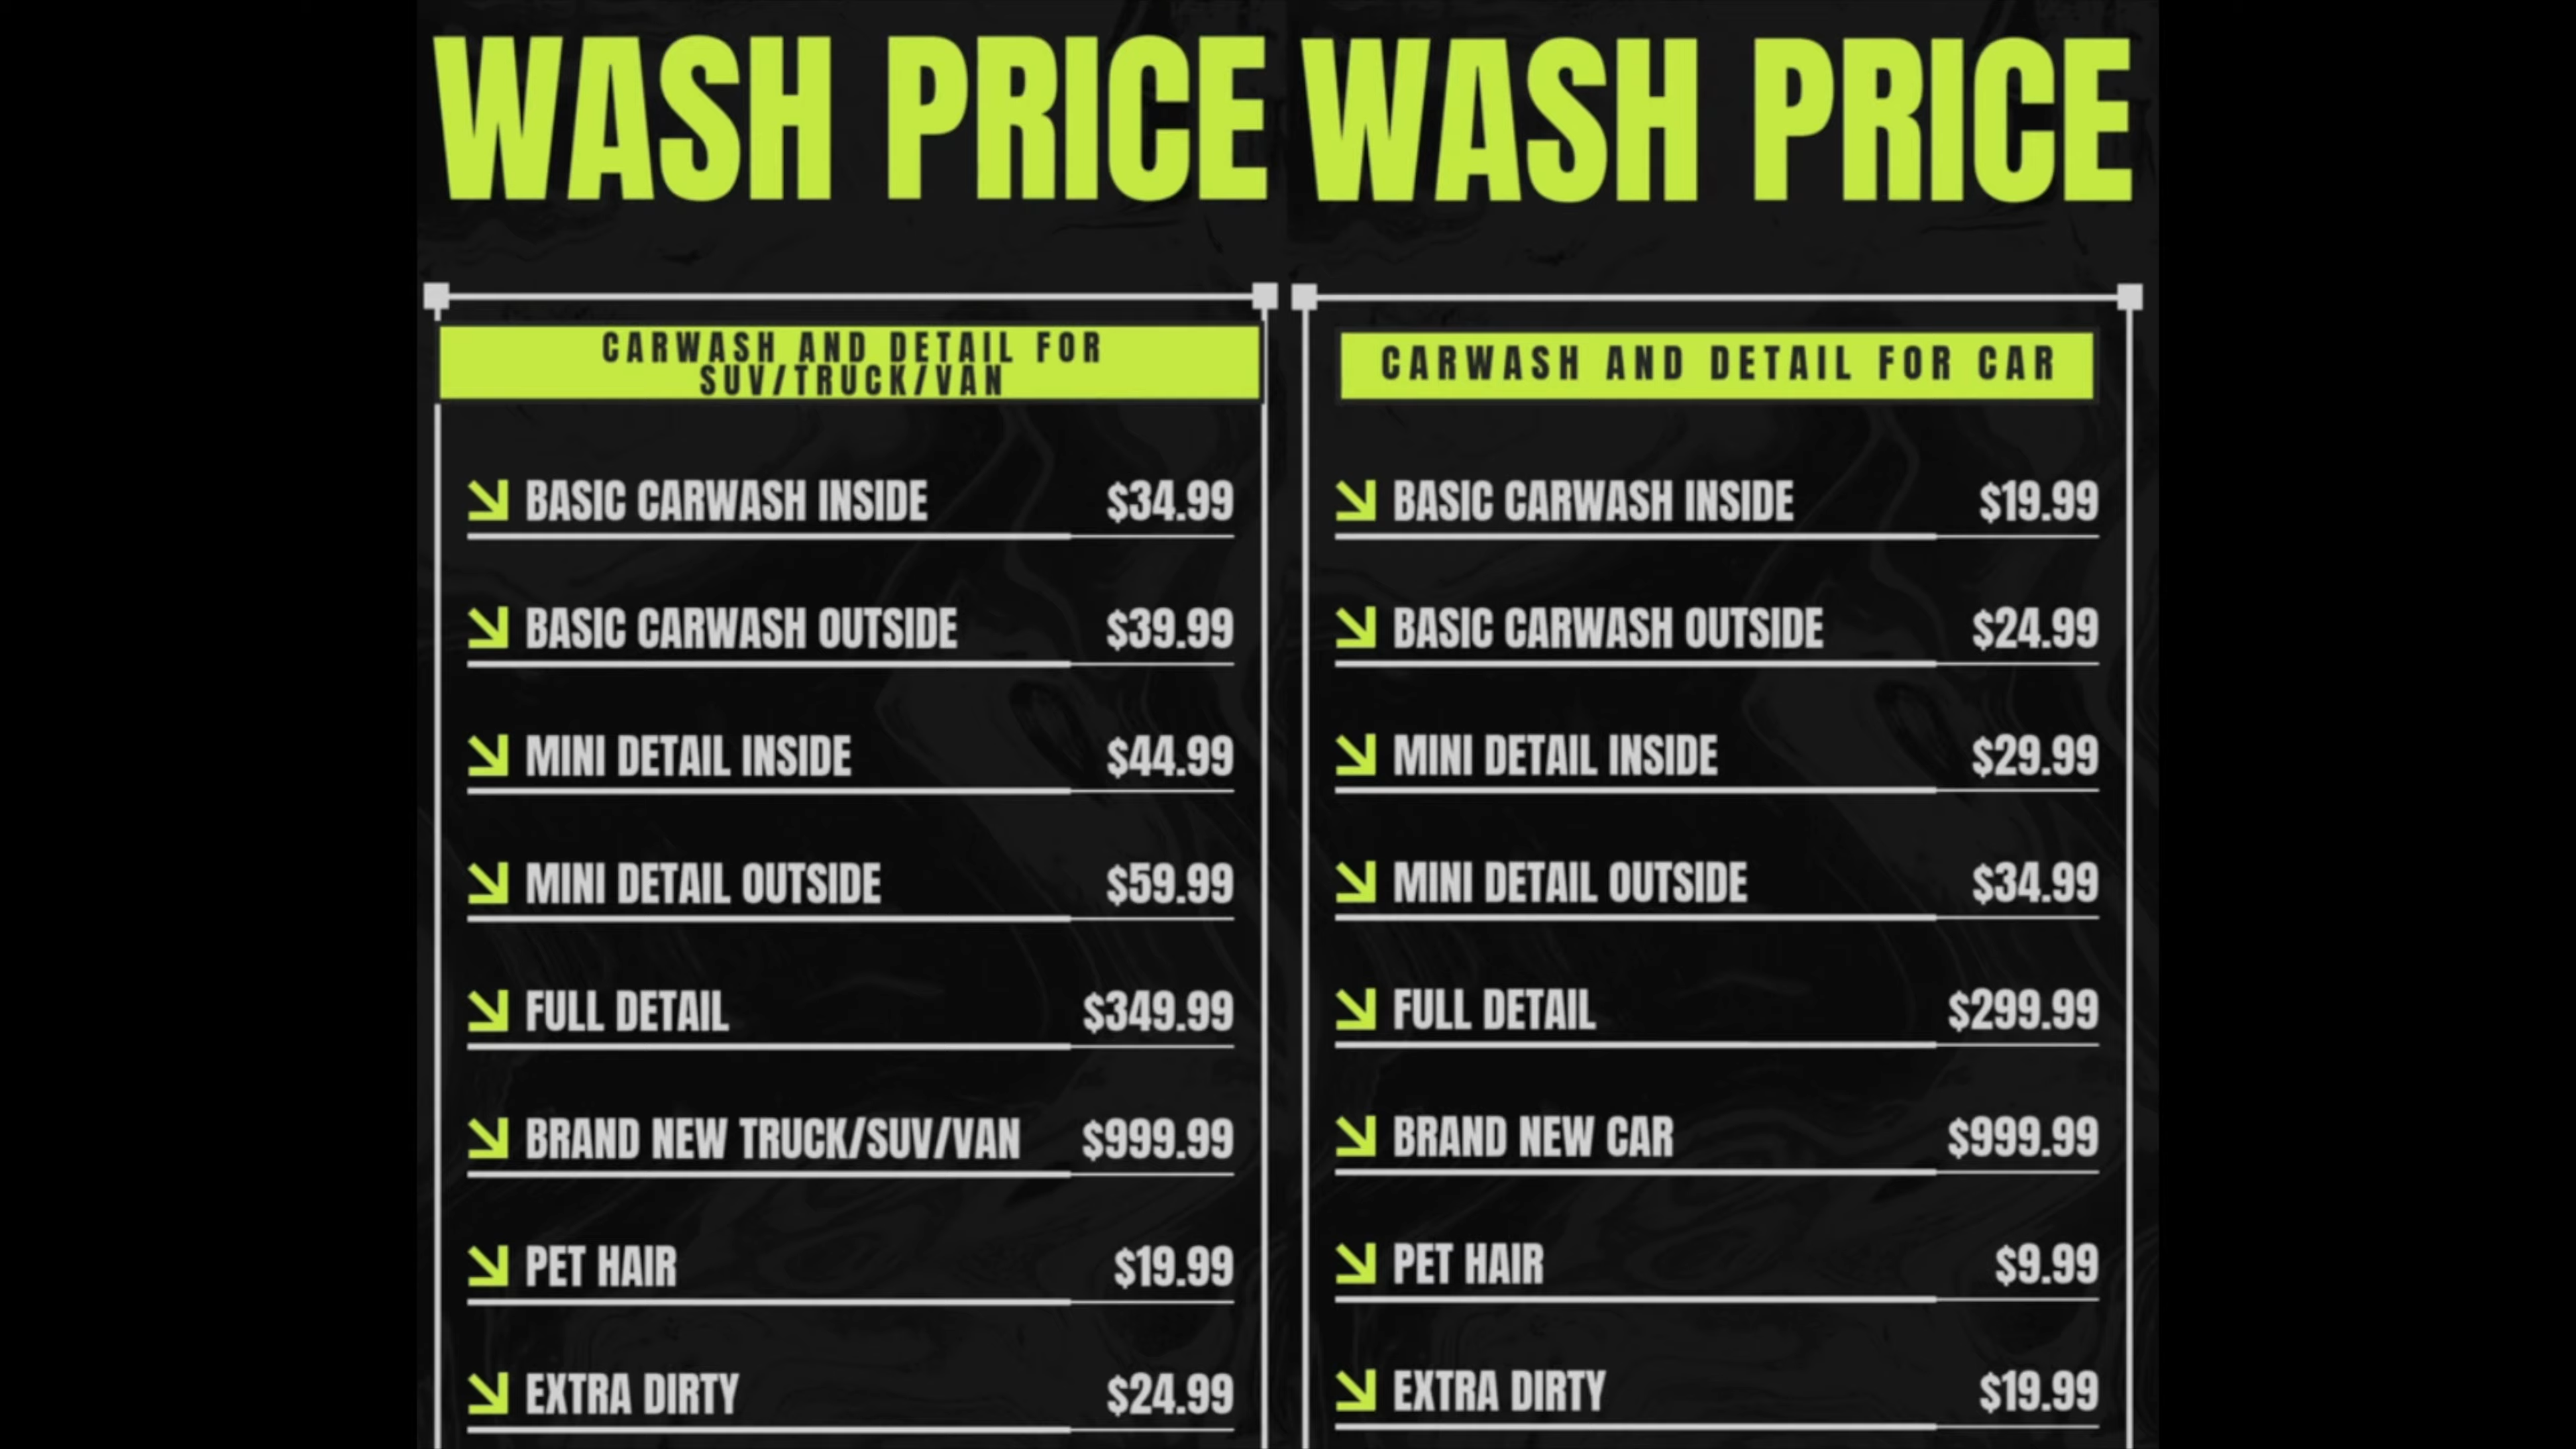 WASH PRICE
CARWASH AND DETAIL FOR
SUV/TRUCK/VAN
BASIC CARWASH INSIDE $34.99
BASIC CARWASH OUTSIDE $39.99
MINI DETAIL INSIDE $44.99
MINI DETAIL OUTSIDE $59.99
FULL DETAIL $349.99
BRAND NEW TRUCK/SUV/VAN $999.99
PET HAIR $19.99
EXTRA DIRTY $24.99
WASH PRICE
CARWASH AND DETAIL FOR CAR
BASIC CARWASH INSIDE $19.99
BASIC CARWASH OUTSIDE $24.99
MINI DETAIL INSIDE $29.99
MINI DETAIL OUTSIDE $34.99
FULL DETAIL $299.99
BRAND NEW CAR $999.99
PET HAIR $9.99
EXTRA DIRTY $19.99